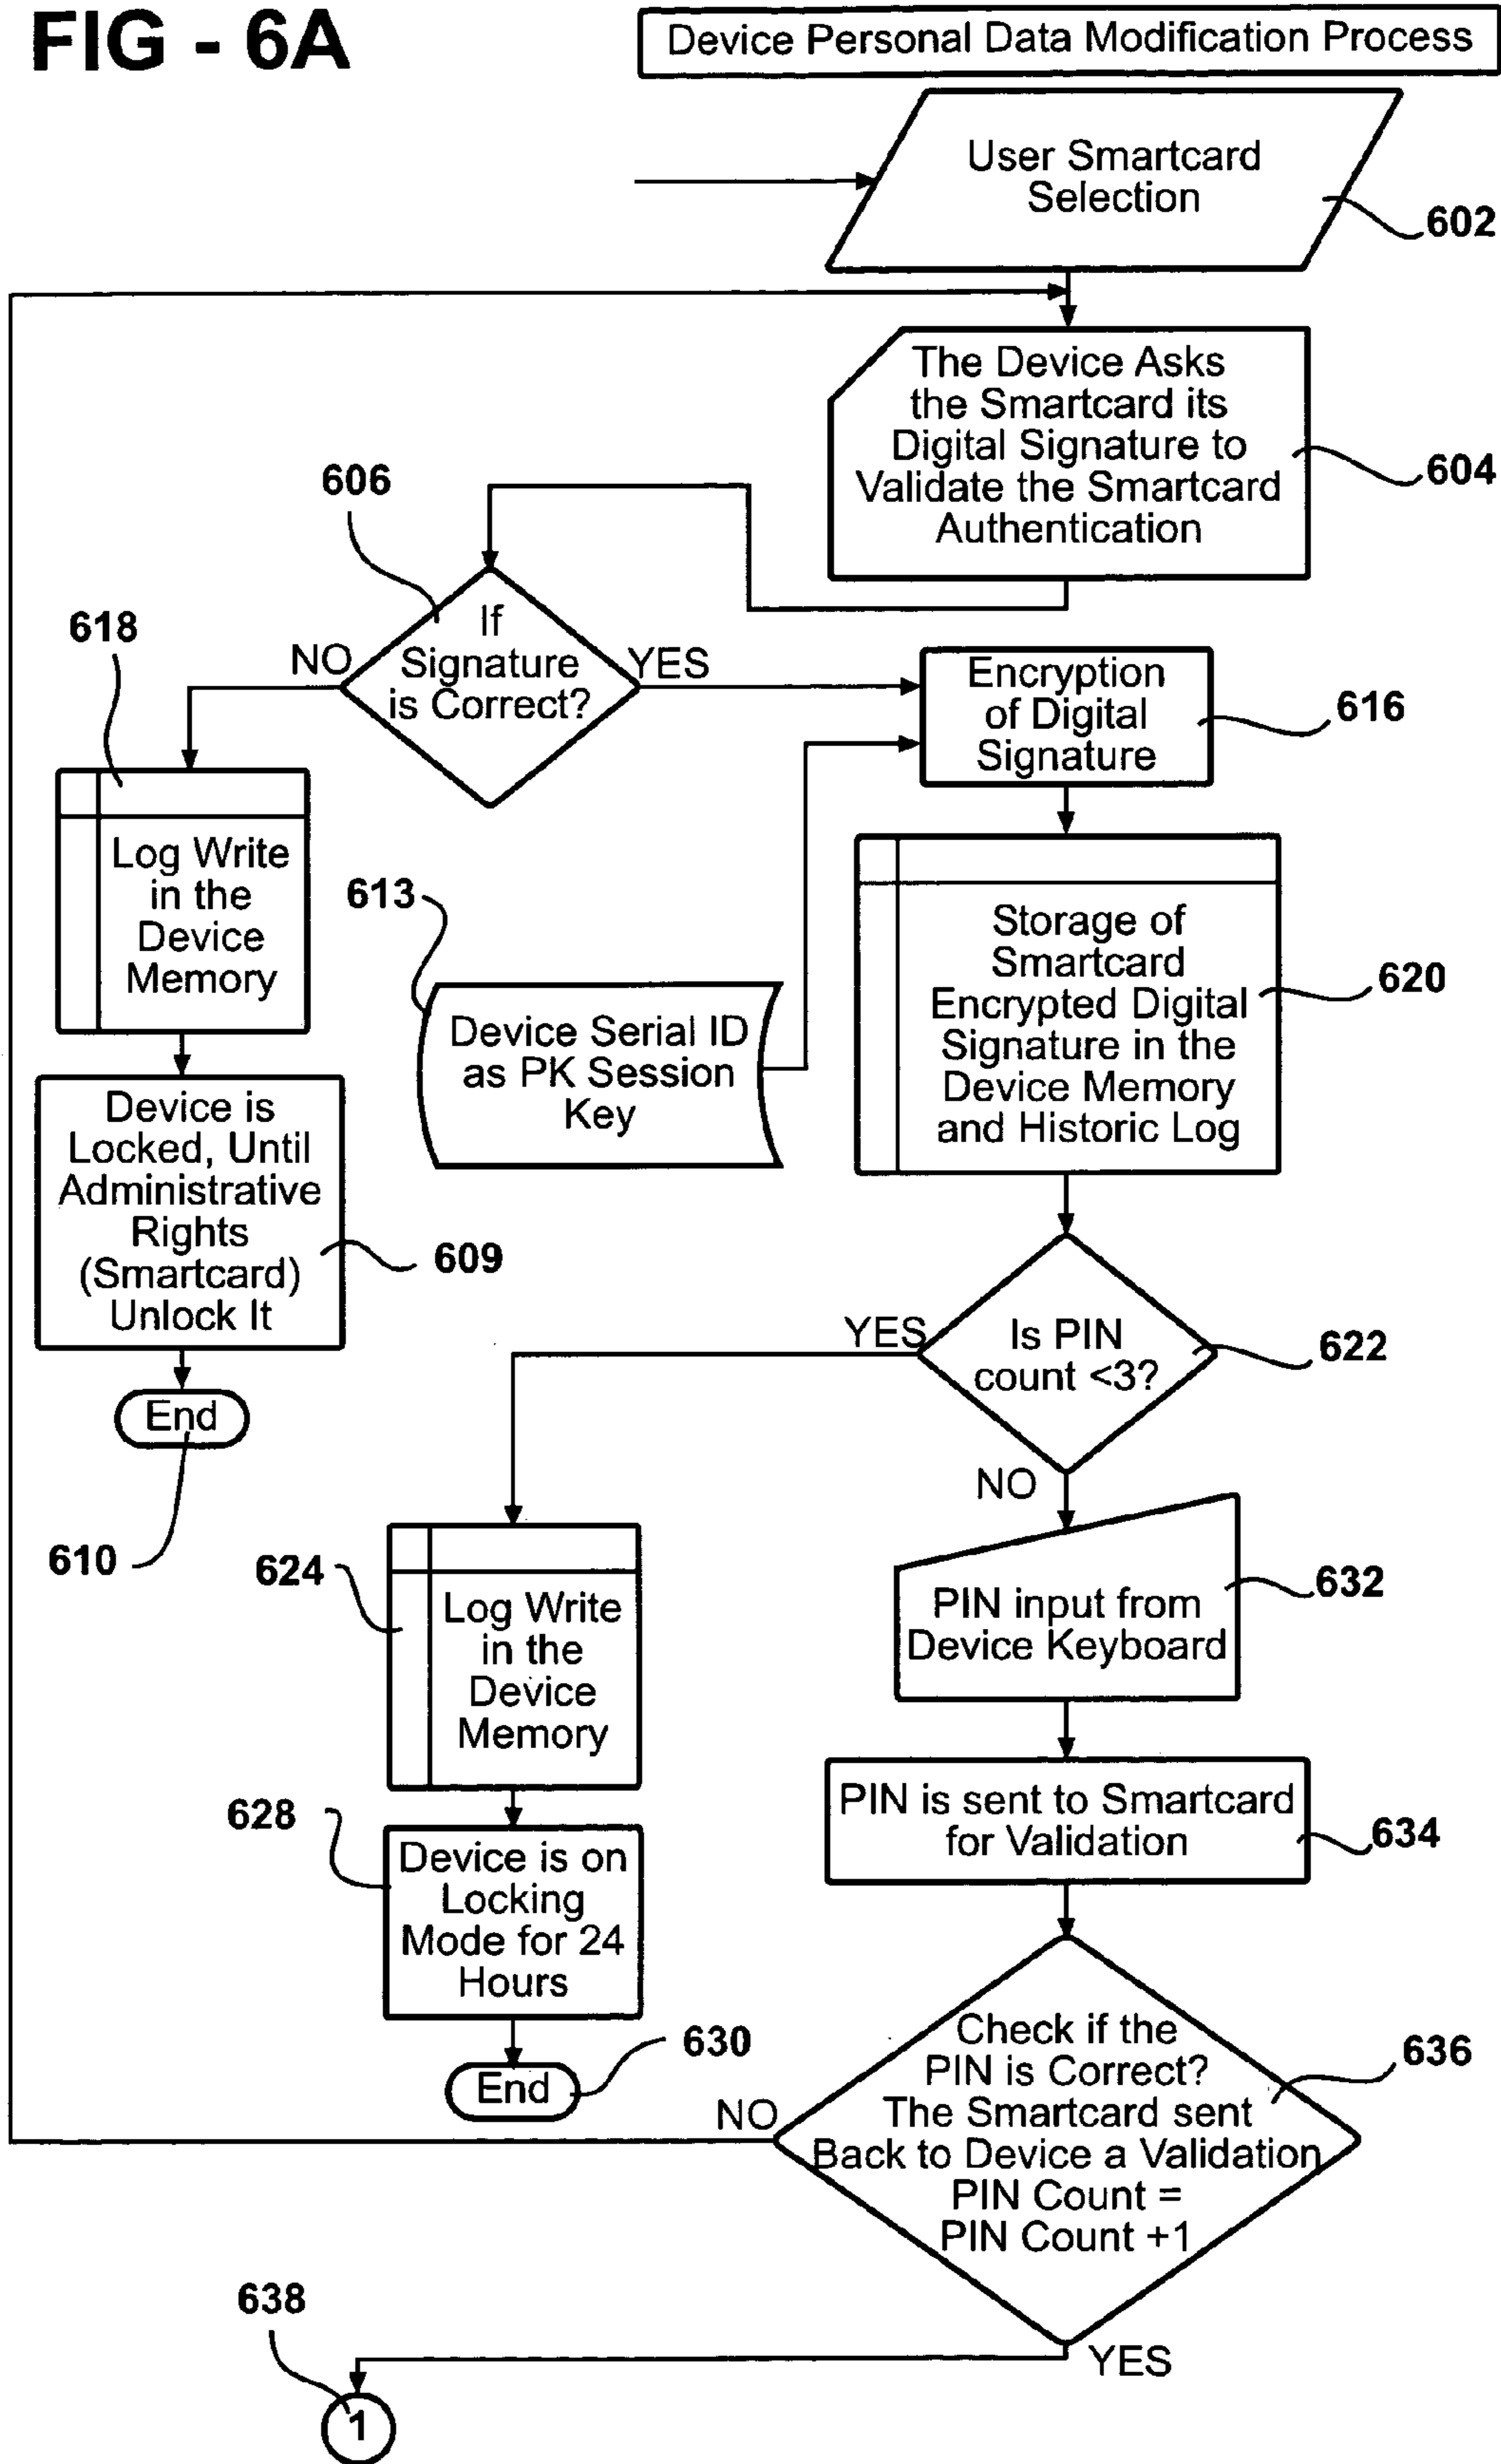 FIG - 6A
Device Personal Data Modification Process
User Smartcard
Selection
602
The Device Asks
the Smartcard its
Digital Signature to
Validate the Smartcard
Authentication
604
606
If
Signature
is Correct?
NO
YES
618
Encryption
of Digital
Signature
616
Log Write
in the
Device
Memory
613
Device Serial ID
as PK Session
Key
Storage of
Smartcard
Encrypted Digital
Signature in the
Device Memory
and Historic Log
620
Device is
Locked, Until
Administrative
Rights
(Smartcard)
Unlock It
609
End
610
YES
Is PIN
count <3?
622
NO
624
Log Write
in the
Device
Memory
PIN input from
Device Keyboard
632
628
Device is on
Locking
Mode for 24
Hours
PIN is sent to Smartcard
for Validation
634
End
630
NO
Check if the
PIN is Correct?
The Smartcard sent
Back to Device a Validation
PIN Count =
PIN Count +1
636
YES
638
1